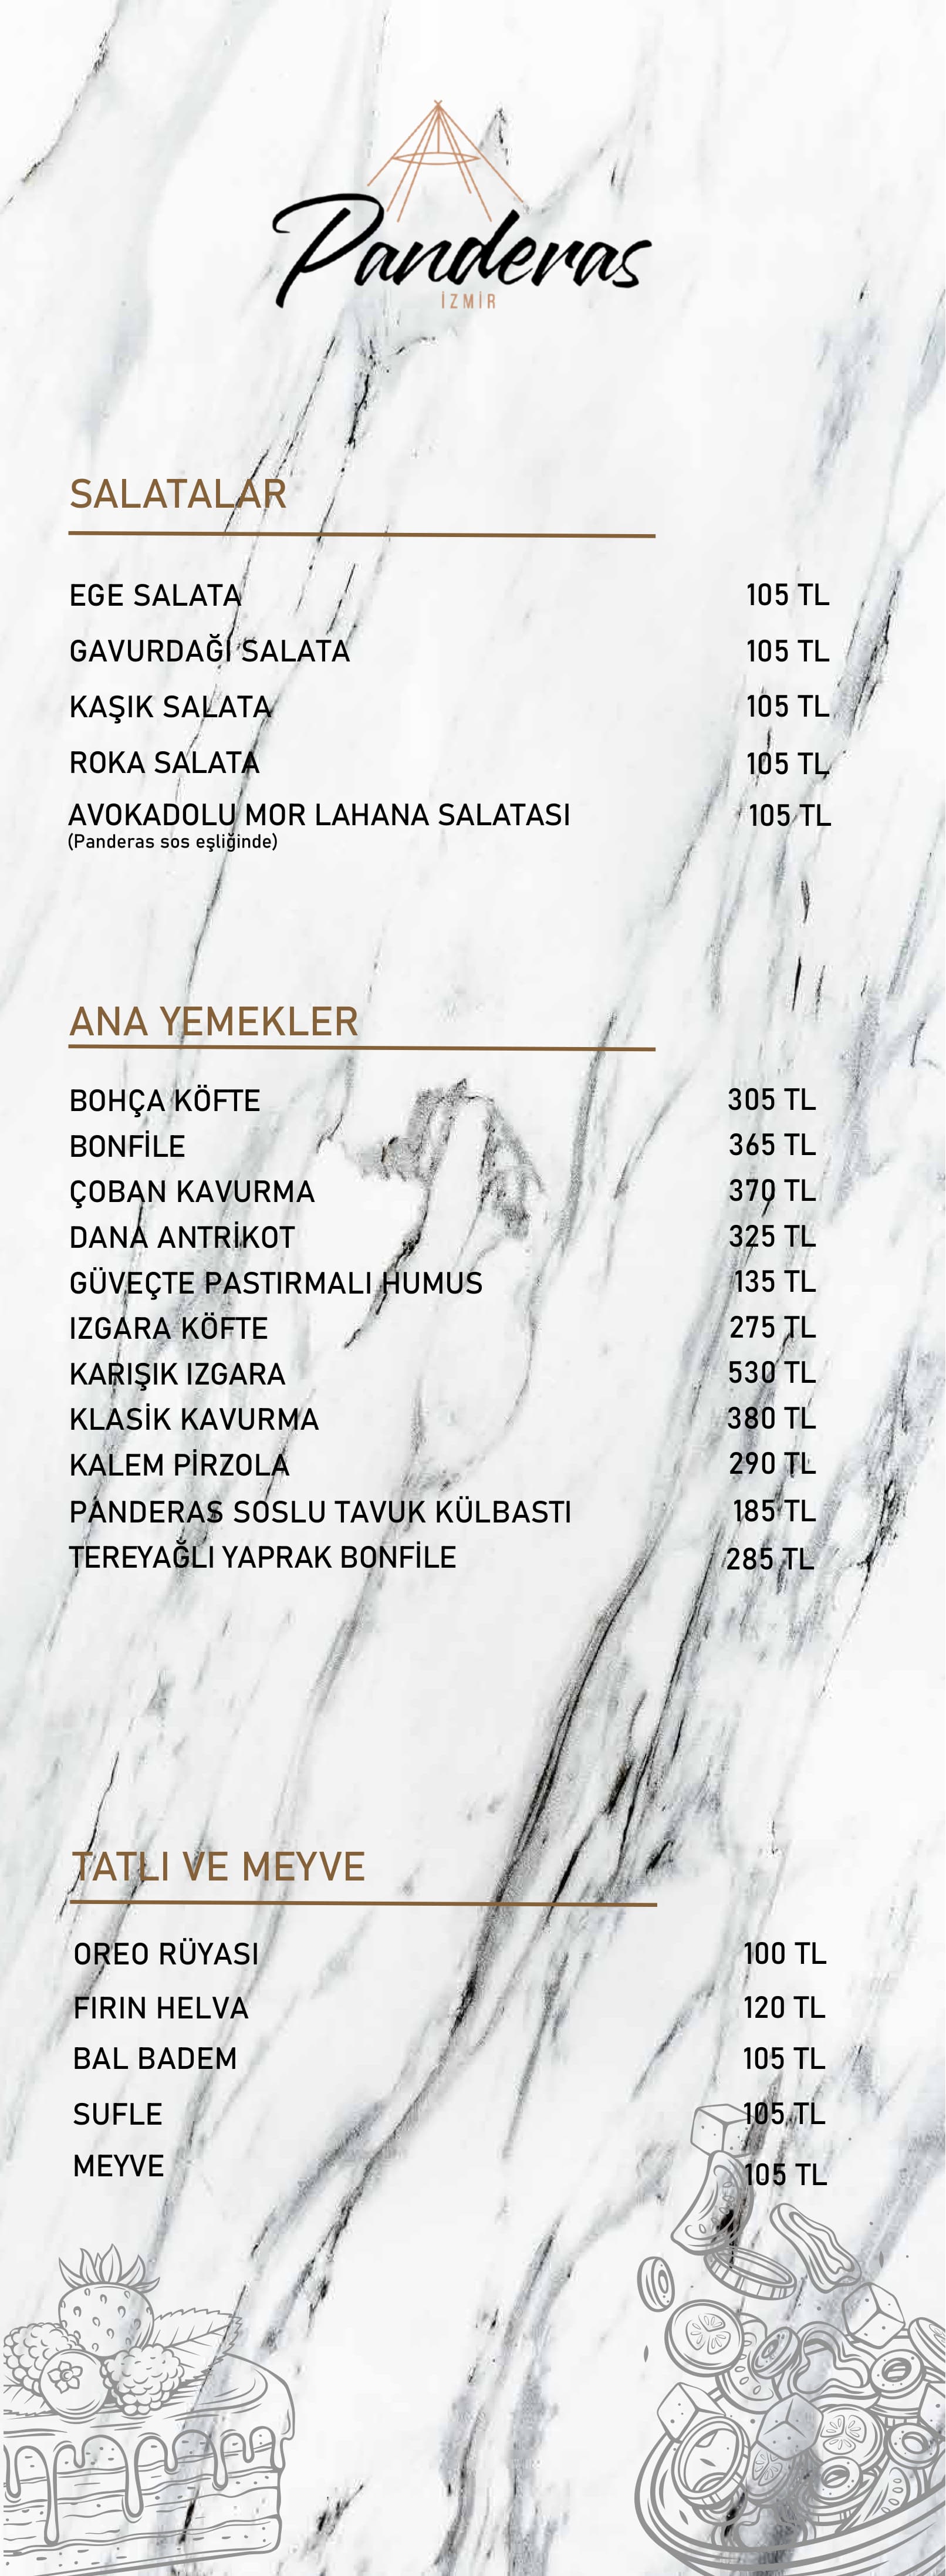 Panderas
İZMİR
SALATALAR
EGE SALATA 105 TL
GAVURDAĞI SALATA 105 TL
KAŞIK SALATA 105 TL
ROKA SALATA 105 TL
AVOKADOLU MOR LAHANA SALATASI 105 TL
(Panderas sos eşliğinde)
ANA YEMEKLER
BOHÇA KÖFTE 305 TL
BONFİLE 365 TL
ÇOBAN KAVURMA 370 TL
DANA ANTRİKOT 325 TL
GÜVEÇTE PASTIRMALI HUMUS 135 TL
IZGARA KÖFTE 275 TL
KARIŞIK IZGARA 530 TL
KLASİK KAVURMA 380 TL
KALEM PİRZOLA 290 TL
PANDERAS SOSLU TAVUK KÜLBASTI 185 TL
TEREYAĞLI YAPRAK BONFİLE 285 TL
TATLI VE MEYVE
OREO RÜYASI 100 TL
FIRIN HELVA 120 TL
BAL BADEM 105 TL
SUFLE 105 TL
MEYVE 105 TL